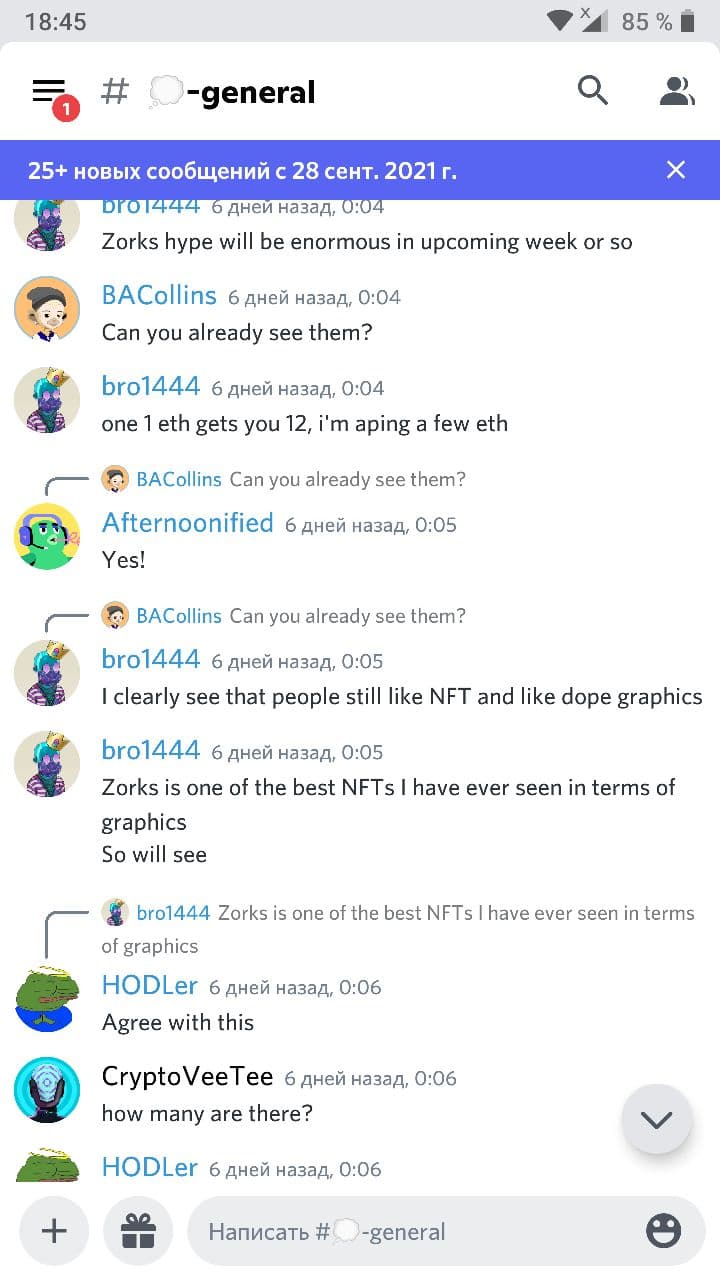 18:45
85 %
1
# 💭-general
25+ новых сообщений с 28 сент. 2021 г.
bro1444 6 дней назад, 0:04
Zorks hype will be enormous in upcoming week or so
BACollins 6 дней назад, 0:04
Can you already see them?
bro1444 6 дней назад, 0:04
one 1 eth gets you 12, i'm aping a few eth
BACollins Can you already see them?
Afternoonified 6 дней назад, 0:05
Yes!
BACollins Can you already see them?
bro1444 6 дней назад, 0:05
I clearly see that people still like NFT and like dope graphics
bro1444 6 дней назад, 0:05
Zorks is one of the best NFTs I have ever seen in terms of
graphics
So will see
bro1444 Zorks is one of the best NFTs I have ever seen in terms
of graphics
HODLer 6 дней назад, 0:06
Agree with this
CryptoVeeTee 6 дней назад, 0:06
how many are there?
HODLer 6 дней назад, 0:06
Написать #💭-general